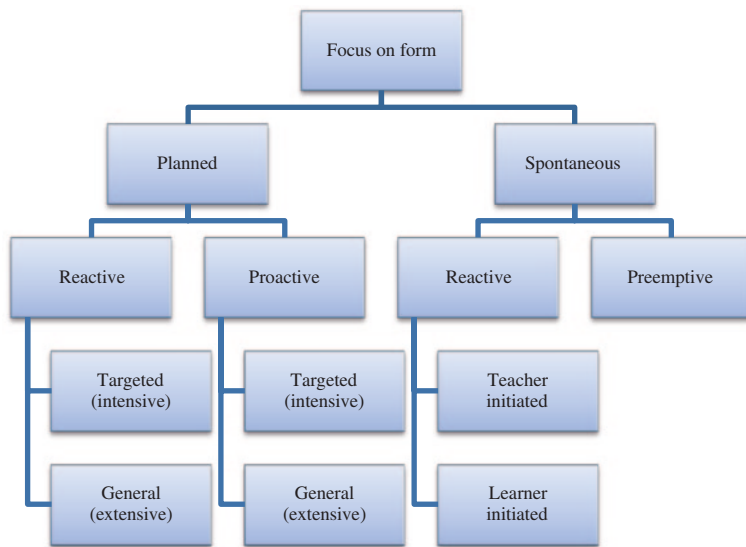 Focus on form
Planned
Spontaneous
Reactive
Proactive
Reactive
Preemptive
Targeted
(intensive)
Targeted
(intensive)
Teacher
initiated
General
(extensive)
General
(extensive)
Learner
initiated